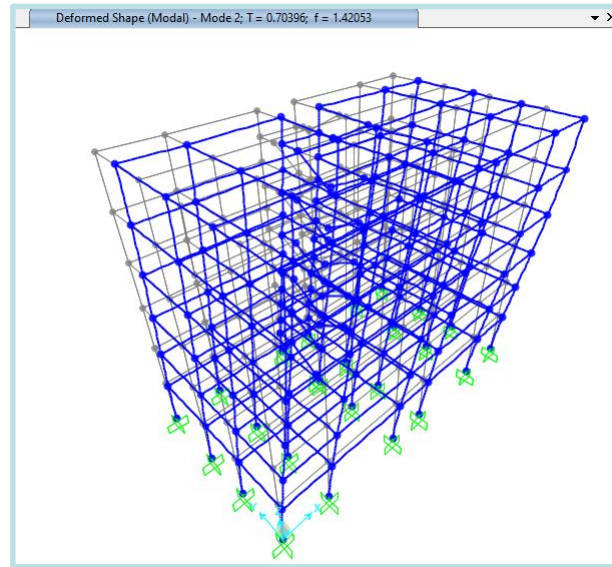 Deformed Shape (Modal) - Mode 2; T = 0.70396; f = 1.42053
Y
X